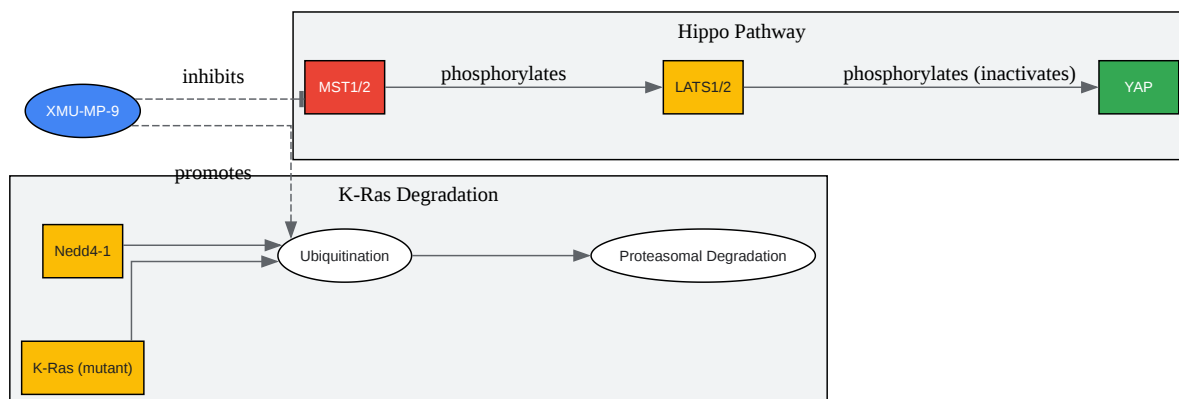 Hippo Pathway
inhibits
phosphorylates
phosphorylates (inactivates)
XMU-MP-9
MST1/2
LATS1/2
YAP
promotes
K-Ras Degradation
Nedd4-1
Ubiquitination
Proteasomal Degradation
K-Ras (mutant)